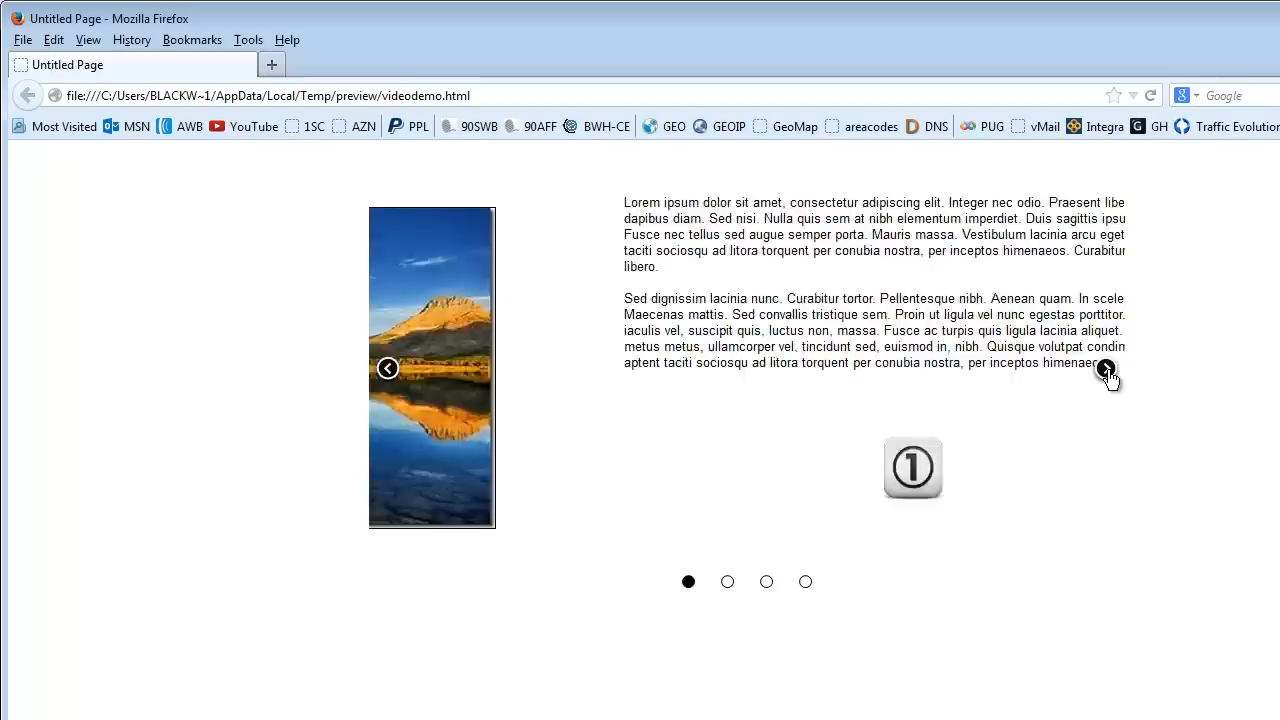 Untitled Page - Mozilla Firefox
File Edit View History Bookmarks Tools Help
Untitled Page +
file:///C:/Users/BLACKW~1/AppData/Local/Temp/preview/videodemo.html 8 Google
Most Visited MSN AWB YouTube 1SC AZN PPL 90SWB 90AFF BWH-CE GEO GEOIP GeoMap areacodes DNS PUG vMail Integra GH Traffic Evolution
Lorem ipsum dolor sit amet, consectetur adipiscing elit. Integer nec odio. Praesent libe
dapibus diam. Sed nisi. Nulla quis sem at nibh elementum imperdiet. Duis sagittis ipsu
Fusce nec tellus sed augue semper porta. Mauris massa. Vestibulum lacinia arcu eget
taciti sociosqu ad litora torquent per conubia nostra, per inceptos himenaeos. Curabitur
libero.
Sed dignissim lacinia nunc. Curabitur tortor. Pellentesque nibh. Aenean quam. In scele
Maecenas mattis. Sed convallis tristique sem. Proin ut ligula vel nunc egestas porttitor.
iaculis vel, suscipit quis, luctus non, massa. Fusce ac turpis quis ligula lacinia aliquet.
metus metus, ullamcorper vel, tincidunt sed, euismod in, nibh. Quisque volutpat condin
aptent taciti sociosqu ad litora torquent per conubia nostra, per inceptos himenaeo
1